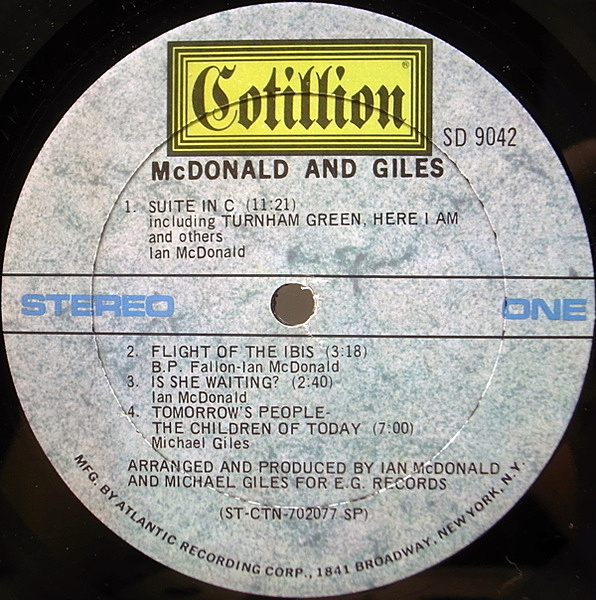 Cotillion®
SD 9042
McDONALD AND GILES
1. SUITE IN C (11:21)
including TURNHAM GREEN, HERE I AM
and others
Ian McDonald
STEREO ONE
2. FLIGHT OF THE IBIS (3:18)
B.P. Fallon-Ian McDonald
3. IS SHE WAITING? (2:40)
Ian McDonald
4. TOMORROW'S PEOPLE-
THE CHILDREN OF TODAY (7:00)
Michael Giles
ARRANGED AND PRODUCED BY IAN McDONALD
AND MICHAEL GILES FOR E.G. RECORDS
(ST-CTN-702077 SP)
MFG. BY ATLANTIC RECORDING CORP., 1841 BROADWAY, NEW YORK, N.Y.